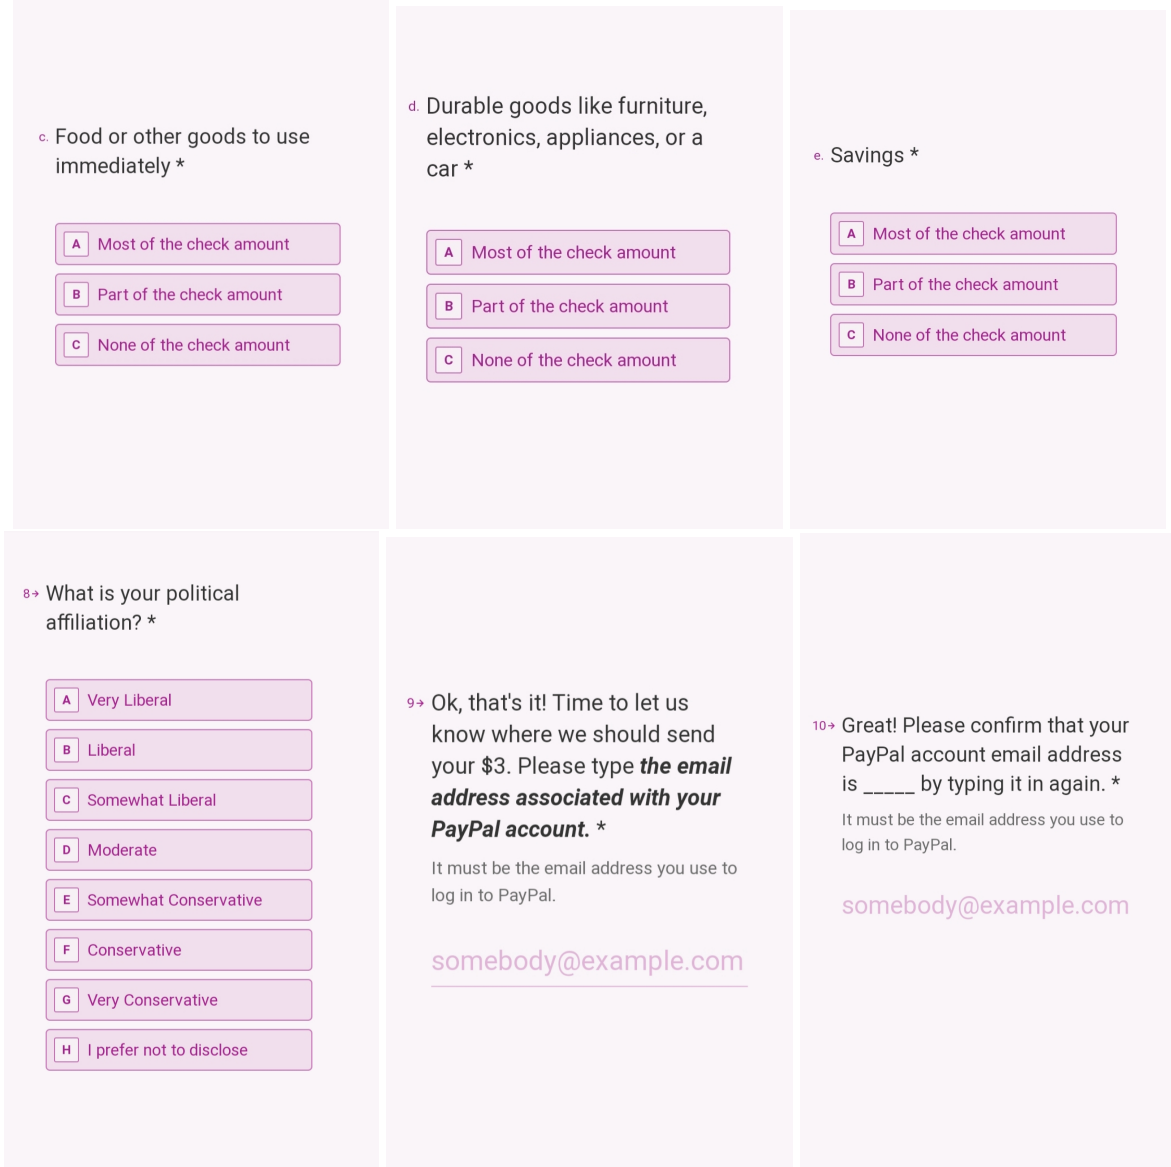 c. Food or other goods to use
immediately *
A Most of the check amount
B Part of the check amount
C None of the check amount
d. Durable goods like furniture,
electronics, appliances, or a
car *
A Most of the check amount
B Part of the check amount
C None of the check amount
e. Savings *
A Most of the check amount
B Part of the check amount
C None of the check amount
8→ What is your political
affiliation? *
A Very Liberal
B Liberal
C Somewhat Liberal
D Moderate
E Somewhat Conservative
F Conservative
G Very Conservative
H I prefer not to disclose
9→ Ok, that's it! Time to let us
know where we should send
your $3. Please type the email
address associated with your
PayPal account. *
It must be the email address you use to
log in to PayPal.
somebody@example.com
10→ Great! Please confirm that your
PayPal account email address
is _____ by typing it in again. *
It must be the email address you use to
log in to PayPal.
somebody@example.com